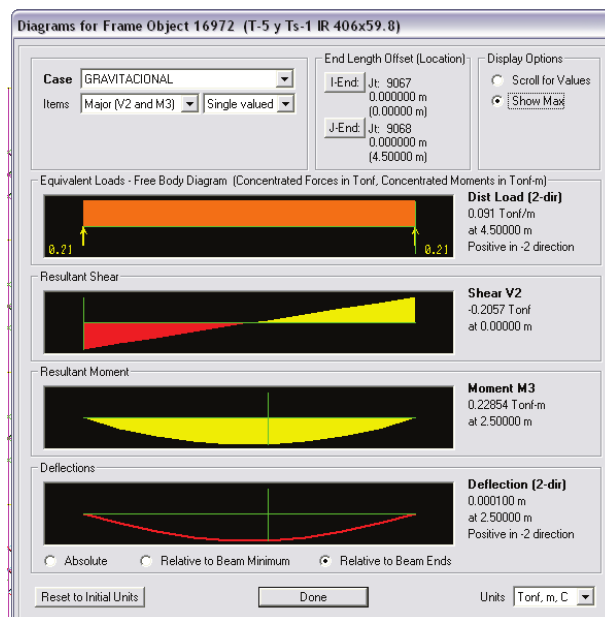 Diagrams for Frame Object 16972 (T-5 y Ts-1 IR 406x59.8)
Case GRAVITACIONAL
Items Major (V2 and M3) Single valued
End Length Offset (Location)
I-End: Jt: 9067
0.000000 m
(0.00000 m)
J-End: Jt: 9068
0.000000 m
(4.50000 m)
Display Options
Scroll for Values
Show Max
Equivalent Loads - Free Body Diagram (Concentrated Forces in Tonf, Concentrated Moments in Tonf-m)
0.21
0.21
Dist Load (2-dir)
0.091 Tonf/m
at 4.50000 m
Positive in -2 direction
Resultant Shear
Shear V2
-0.2057 Tonf
at 0.00000 m
Resultant Moment
Moment M3
0.22854 Tonf-m
at 2.50000 m
Deflections
Deflection (2-dir)
0.000100 m
at 2.50000 m
Positive in -2 direction
Absolute
Relative to Beam Minimum
Relative to Beam Ends
Reset to Initial Units
Done
Units Tonf, m, C